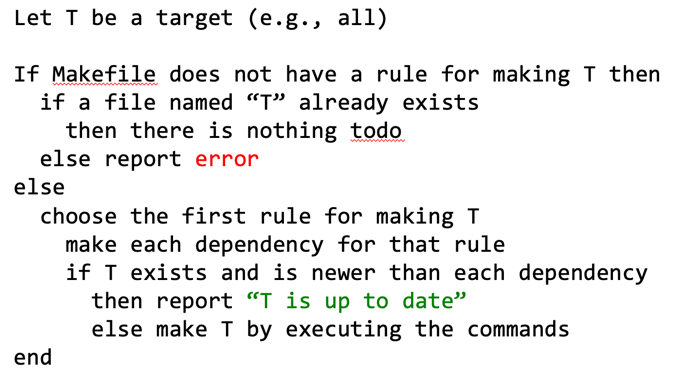 Let T be a target (e.g., all)
If Makefile does not have a rule for making T then
if a file named “T” already exists
then there is nothing todo
else report error
else
choose the first rule for making T
make each dependency for that rule
if T exists and is newer than each dependency
then report “T is up to date”
else make T by executing the commands
end